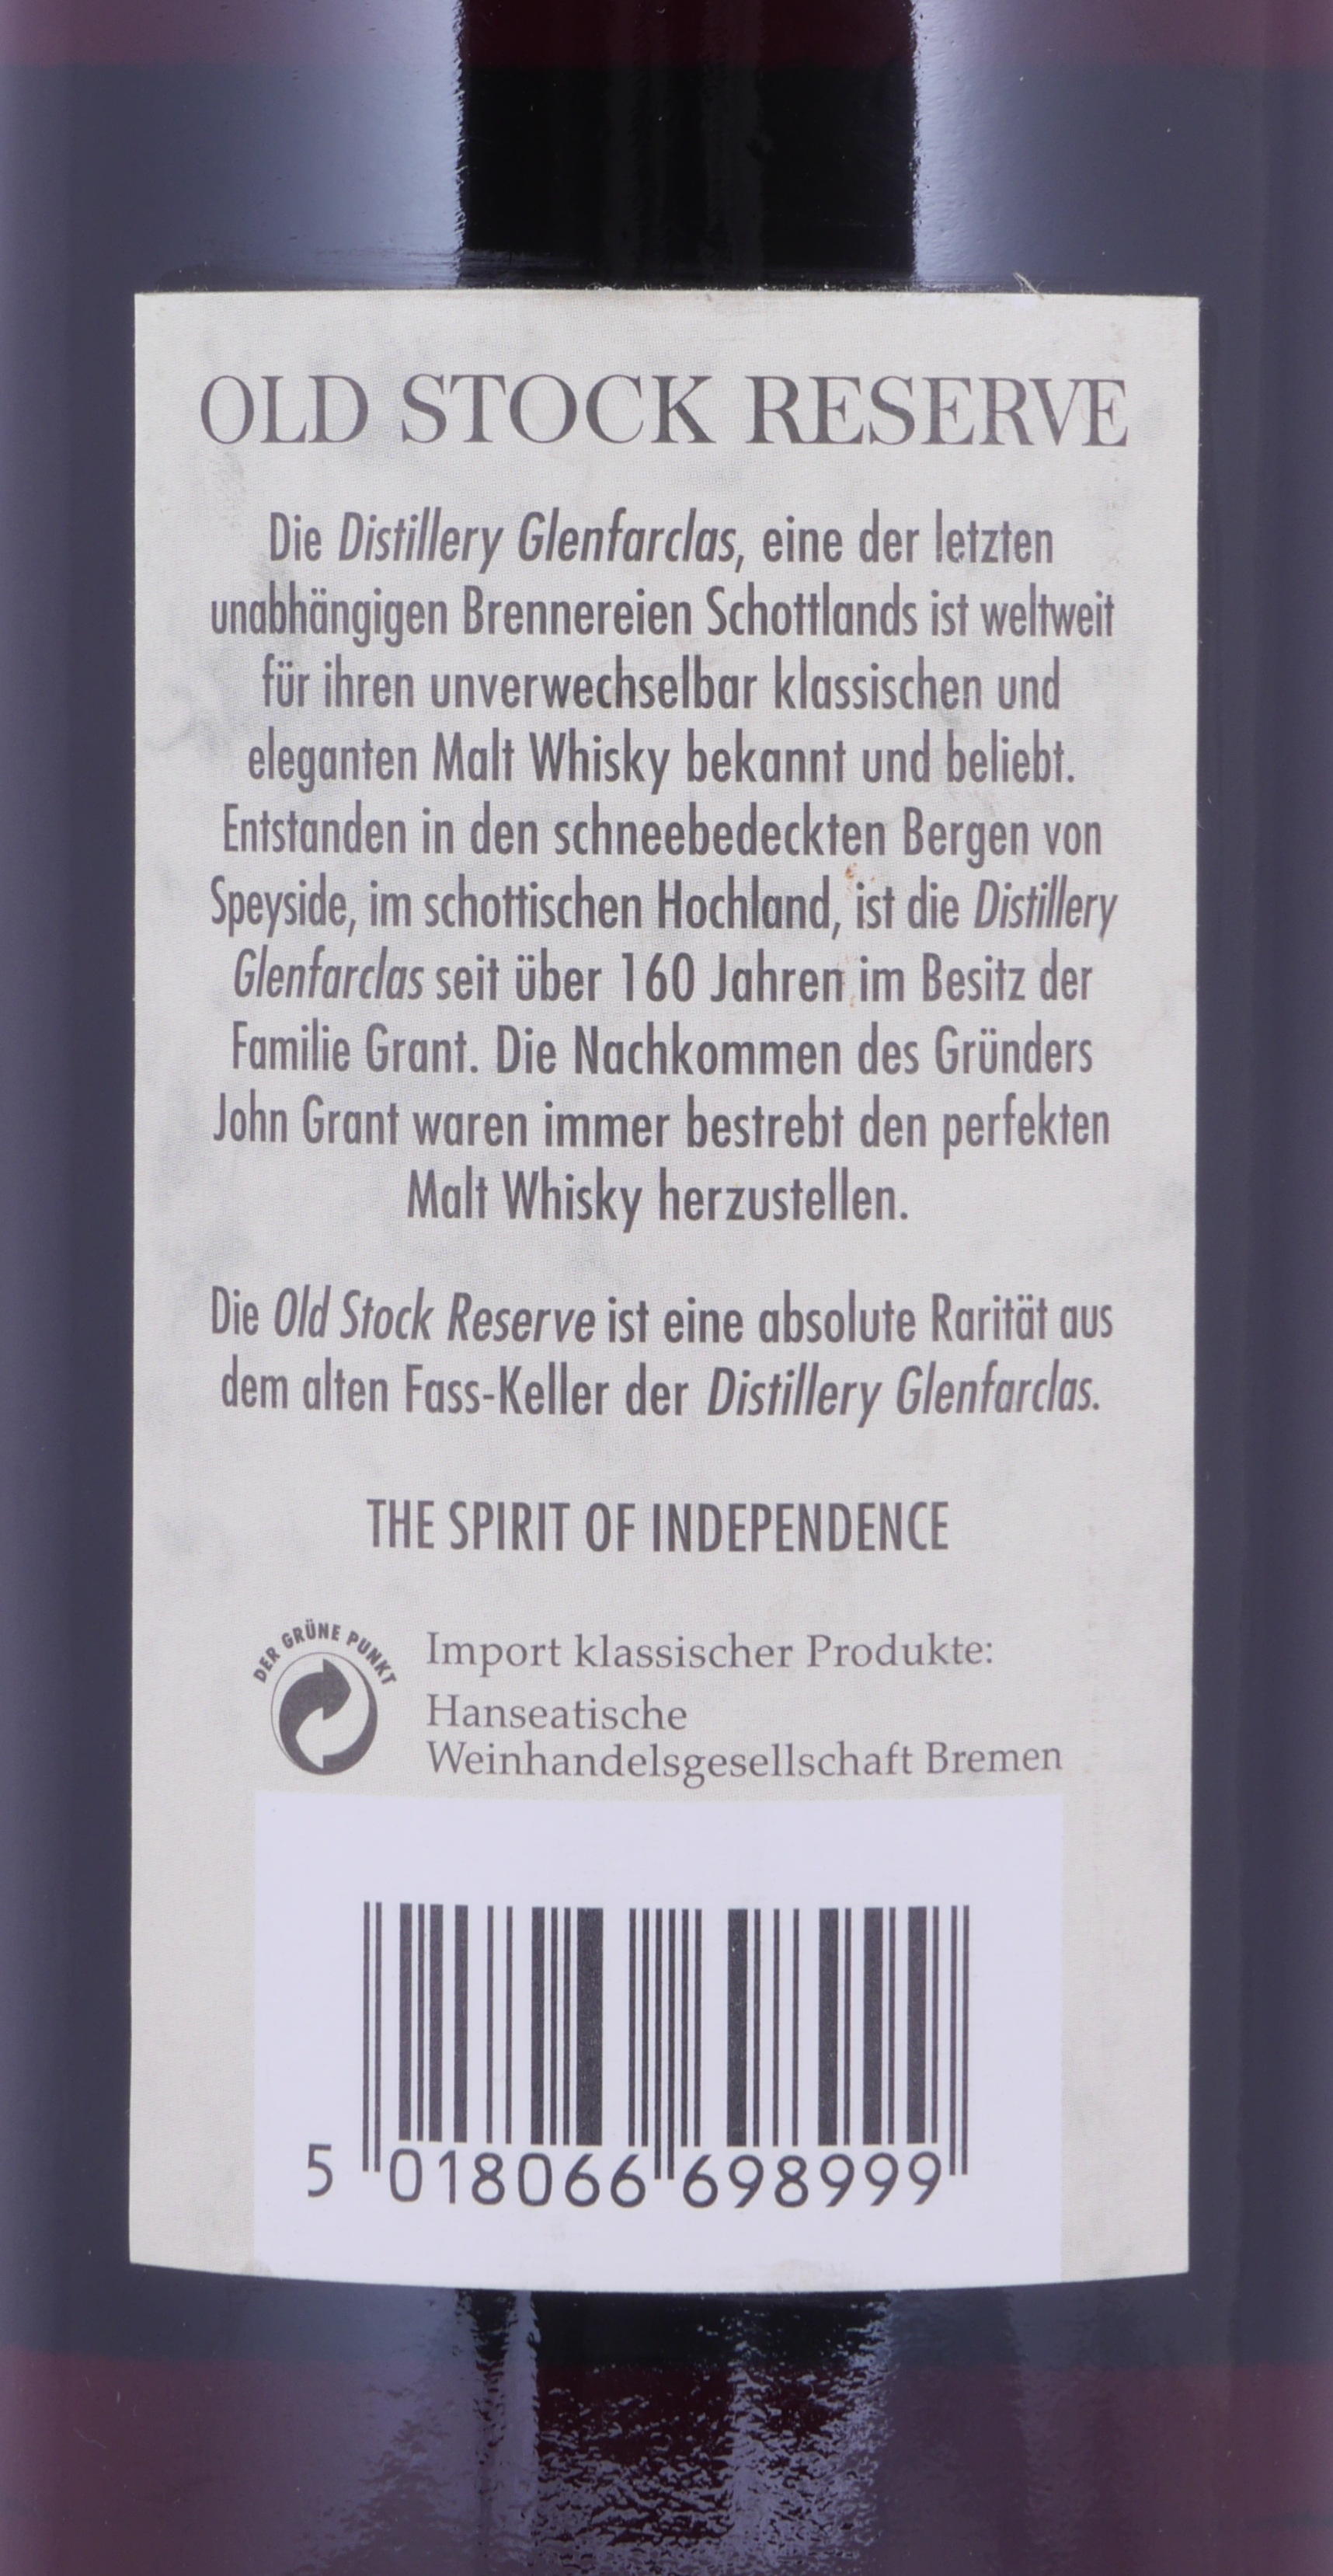 OLD STOCK RESERVE
Die Distillery Glenfarclas, eine der letzten
unabhängigen Brennereien Schottlands ist weltweit
für ihren unverwechselbar klassischen und
eleganten Malt Whisky bekannt und beliebt.
Entstanden in den schneebedeckten Bergen von
Speyside, im schottischen Hochland, ist die Distillery
Glenfarclas seit über 160 Jahren im Besitz der
Familie Grant. Die Nachkommen des Gründers
John Grant waren immer bestrebt den perfekten
Malt Whisky herzustellen.
Die Old Stock Reserve ist eine absolute Rarität aus
dem alten Fass-Keller der Distillery Glenfarclas.
THE SPIRIT OF INDEPENDENCE
DER GRÜNE PUNKT
Import klassischer Produkte:
Hanseatische
Weinhandelsgesellschaft Bremen
5 018066 698999